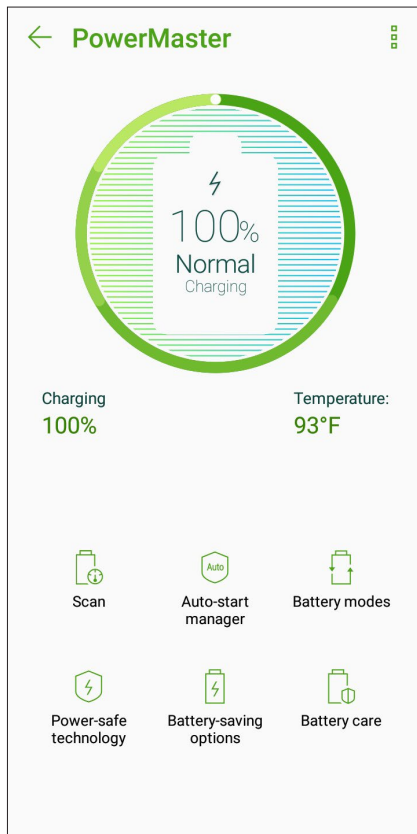 PowerMaster
100%
Normal
Charging
Charging
Temperature:
100%
93°F
Scan
Auto
Auto-start
manager
Battery modes
Power-safe
technology
Battery-saving
options
Battery care